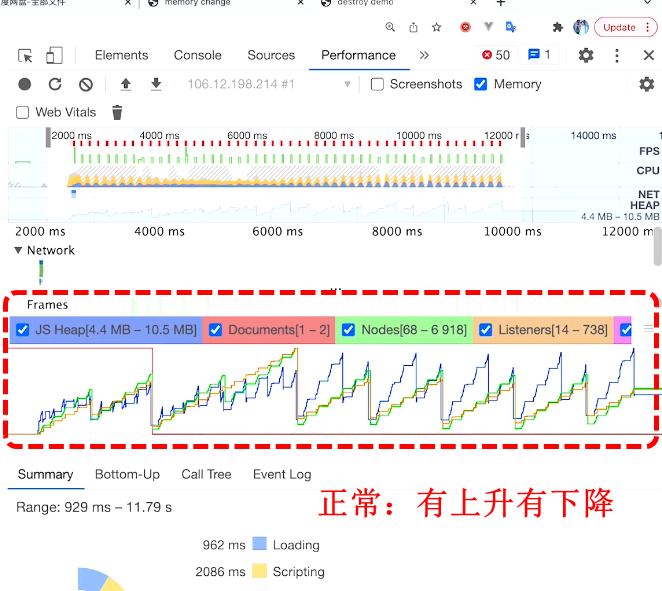 度网盘-全部文件
memory change
destroy demo
Update
Elements Console Sources Performance 50 1
106.12.198.214 #1 Screenshots Memory
Web Vitals
2000 ms 4000 ms 6000 ms 8000 ms 10000 ms 12000 ms 14000 ms
FPS
CPU
NET
HEAP
4.4 MB – 10.5 MB
2000 ms 4000 ms 6000 ms 8000 ms 10000 ms 12000 m
Network
Frames
JS Heap[4.4 MB – 10.5 MB] Documents[1 – 2] Nodes[68 – 6 918] Listeners[14 – 738]
Summary Bottom-Up Call Tree Event Log
Range: 929 ms – 11.79 s
正常：有上升有下降
962 ms Loading
2086 ms Scripting